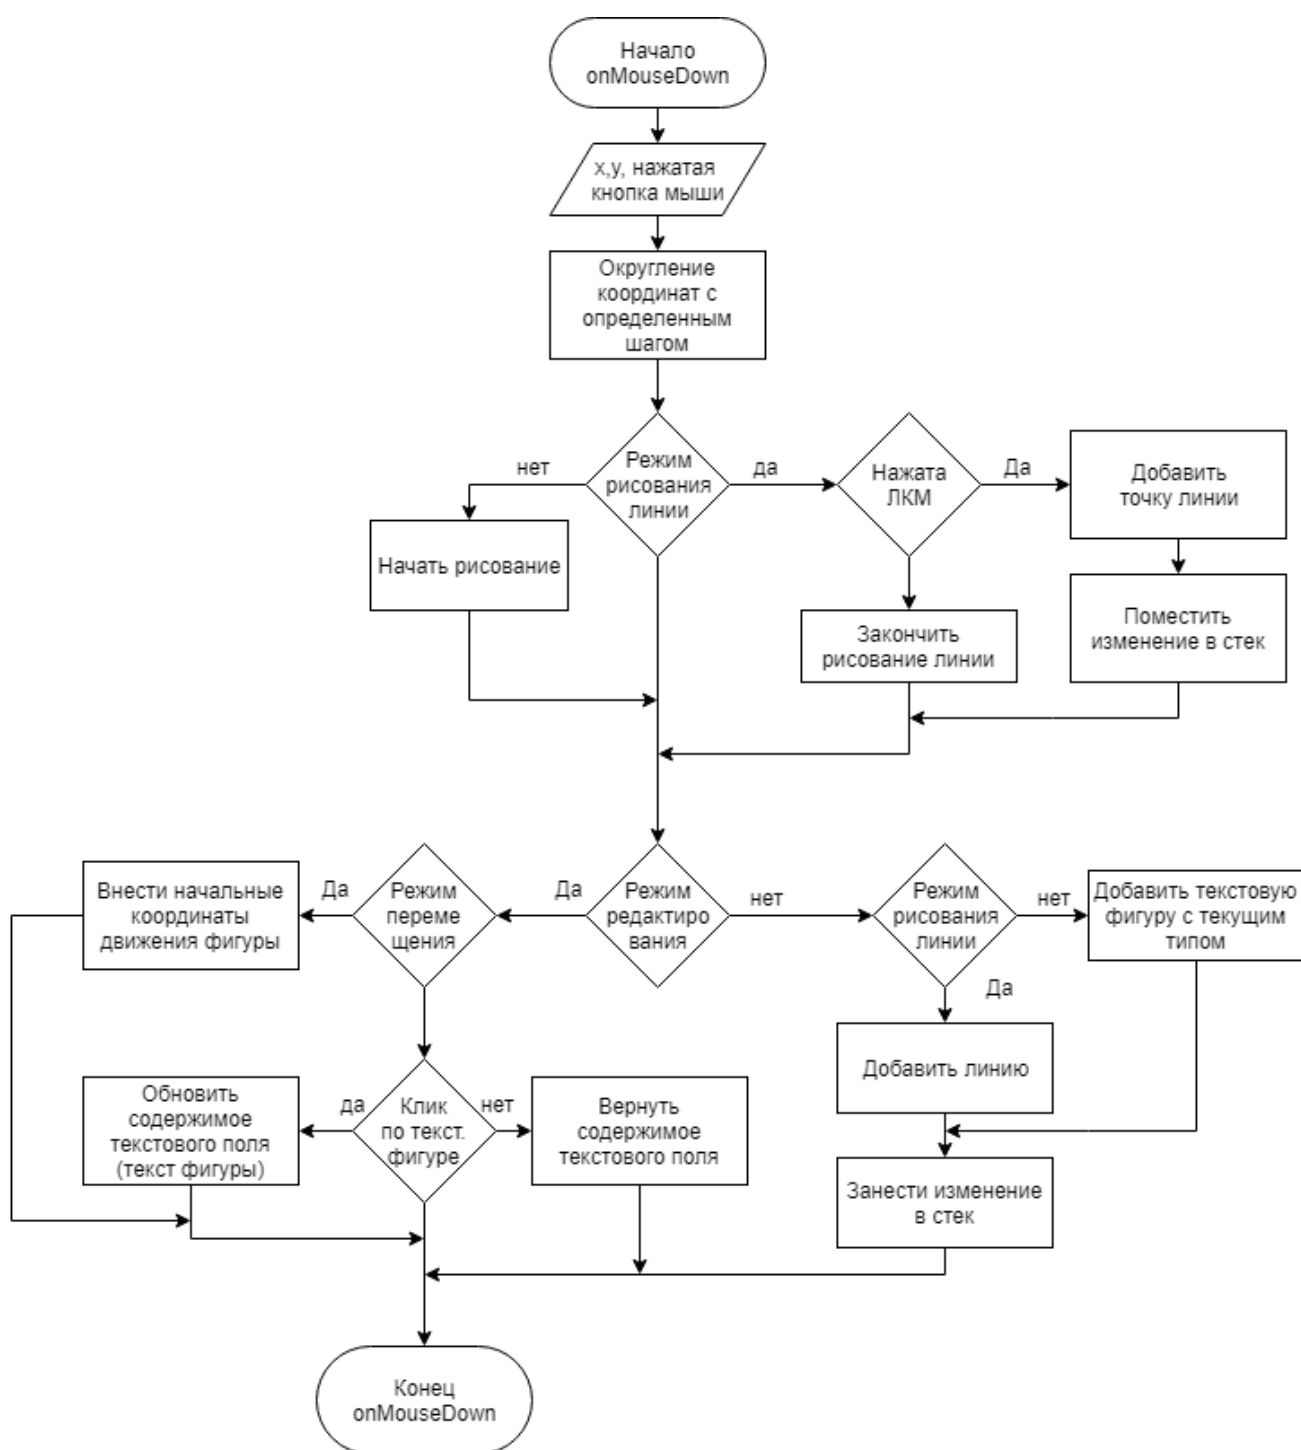 Начало
onMouseDown
x,y, нажатая
кнопка мыши
Округление
координат с
определенным
шагом
нет
Режим
рисования
линии
да
Нажата
ЛКМ
Да
Добавить
точку линии
Начать рисование
Закончить
рисование линии
Поместить
изменение в стек
Внести начальные
координаты
движения фигуры
Да
Режим
переме
щения
Да
Режим
редактиро
вания
нет
Режим
рисования
линии
нет
Добавить текстовую
фигуру с текущим
типом
Да
Добавить линию
Обновить
содержимое
текстового поля
(текст фигуры)
да
Клик
по текст.
фигуре
нет
Вернуть
содержимое
текстового поля
Занести изменение
в стек
Конец
onMouseDown